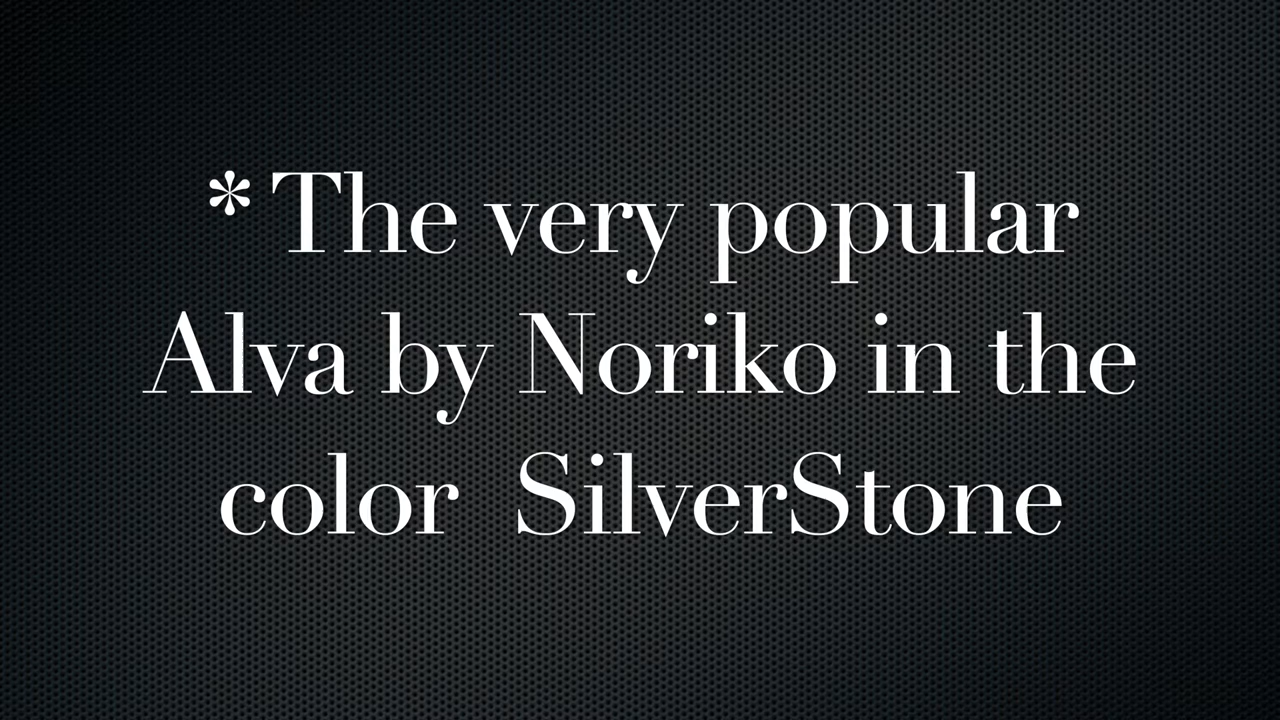 * The very popular
Alva by Noriko in the
color  SilverStone